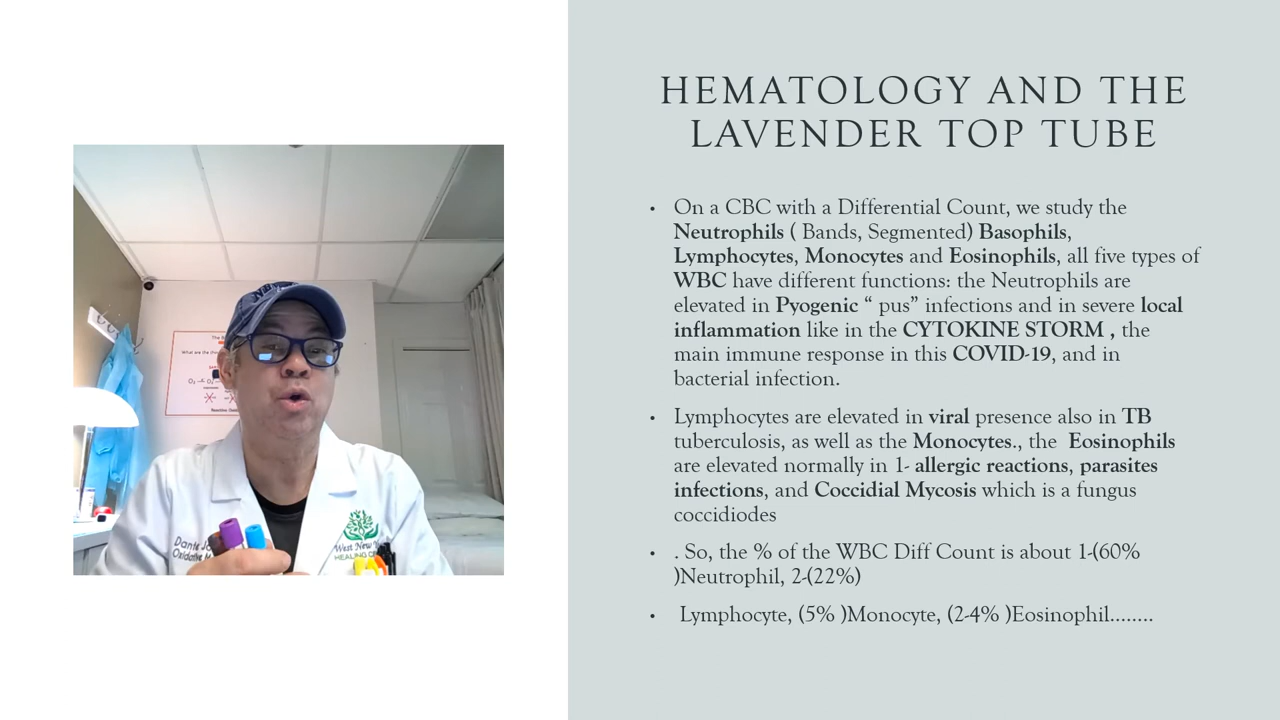 HEMATOLOGY AND THE
LAVENDER TOP TUBE
• On a CBC with a Differential Count, we study the
Neutrophils ( Bands, Segmented) Basophils,
Lymphocytes, Monocytes and Eosinophils, all five types of
WBC have different functions: the Neutrophils are
elevated in Pyogenic “ pus” infections and in severe local
inflammation like in the CYTOKINE STORM , the
main immune response in this COVID-19, and in
bacterial infection.
• Lymphocytes are elevated in viral presence also in TB
tuberculosis, as well as the Monocytes., the Eosinophils
are elevated normally in 1- allergic reactions, parasites
infections, and Coccidial Mycosis which is a fungus
coccidiodes
• . So, the % of the WBC Diff Count is about 1-(60%
)Neutrophil, 2-(22%)
• Lymphocyte, (5% )Monocyte, (2-4% )Eosinophil........
What are the
Dante
West New
HEALING